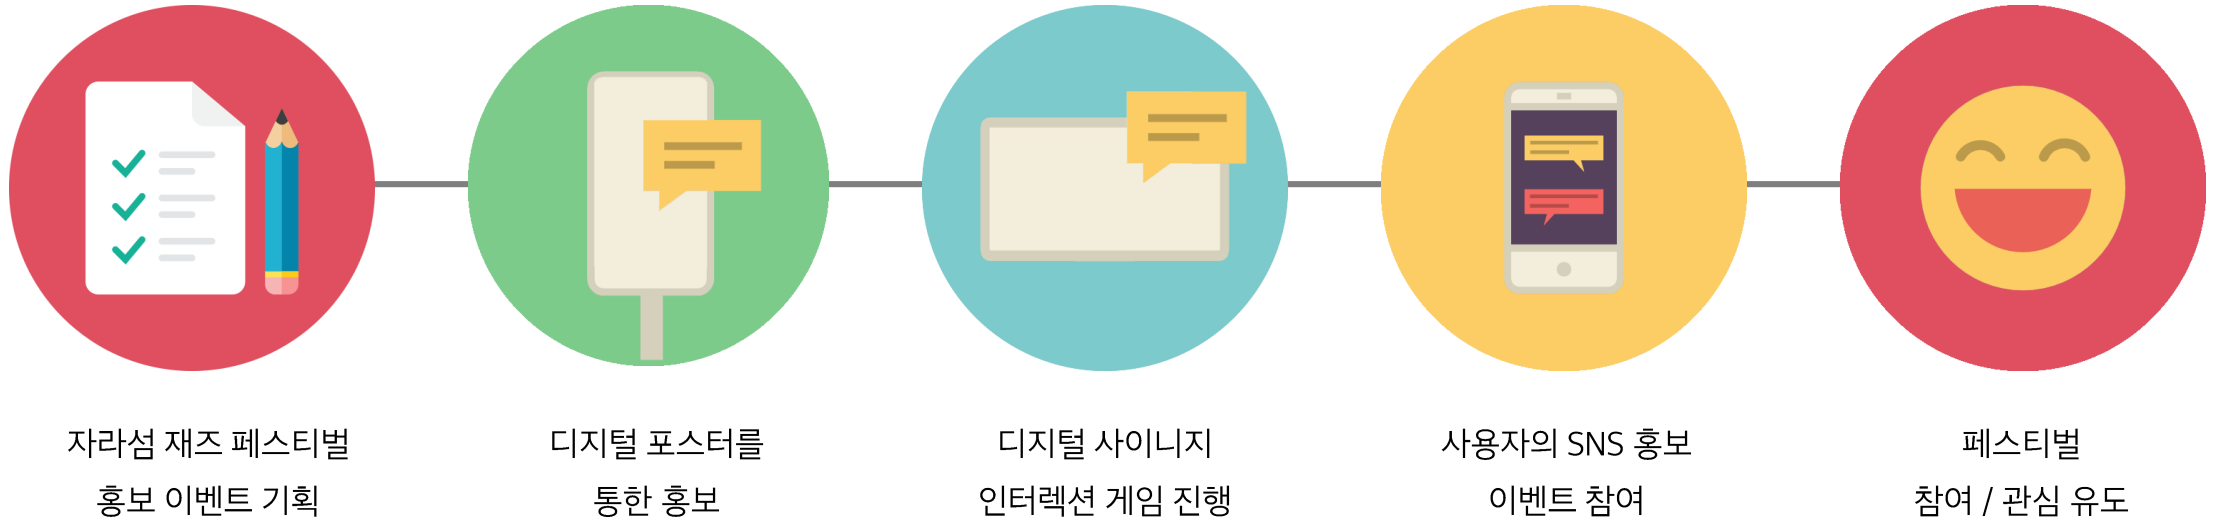 자라섬 재즈 페스티벌
홍보 이벤트 기획
디지털 포스터를
통한 홍보
디지털 사이니지
인터렉션 게임 진행
사용자의 SNS 홍보
이벤트 참여
페스티벌
참여 / 관심 유도